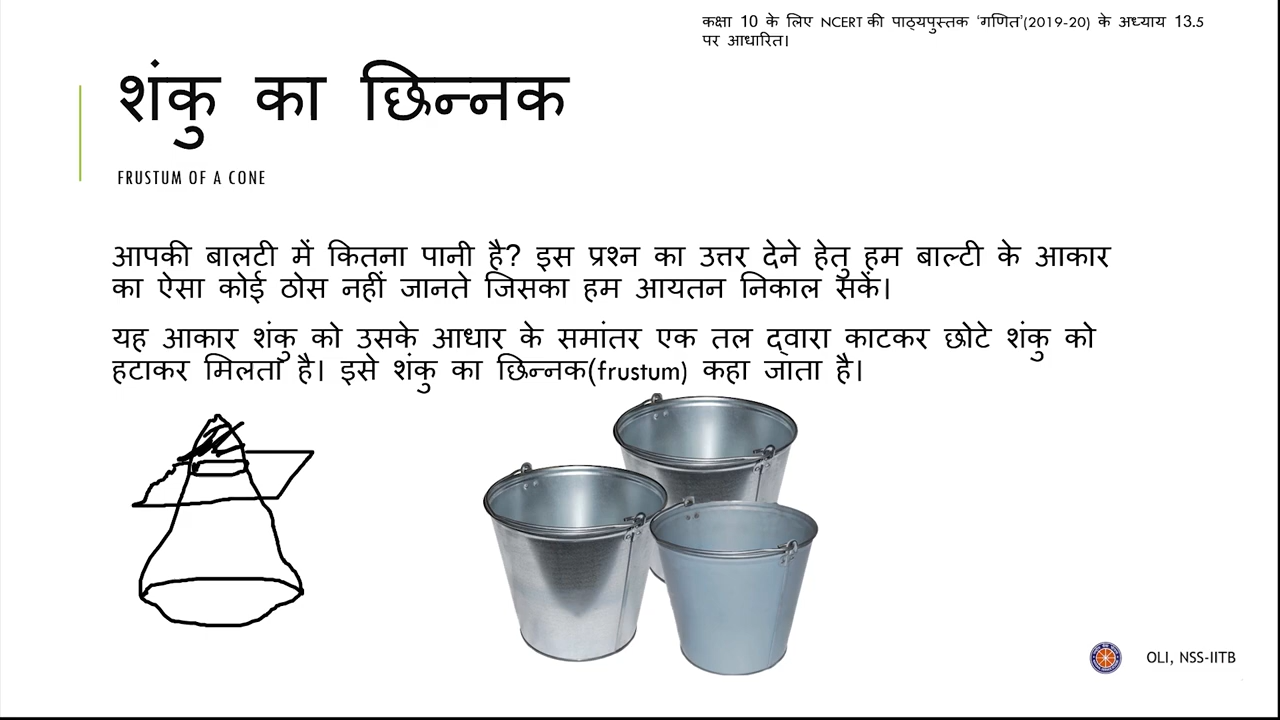 कक्षा 10 के लिए NCERT की पाठ्यपुस्तक ‘गणित’(2019-20) के अध्याय 13.5
पर आधारित।
शंकु का छिन्नक
FRUSTUM OF A CONE
आपकी बालटी में कितना पानी है? इस प्रश्न का उत्तर देने हेतु हम बाल्टी के आकार
का ऐसा कोई ठोस नहीं जानते जिसका हम आयतन निकाल सकें।
यह आकार शंकु को उसके आधार के समांतर एक तल द्वारा काटकर छोटे शंकु को
हटाकर मिलता है। इसे शंकु का छिन्नक(frustum) कहा जाता है।
OLI, NSS-IITB